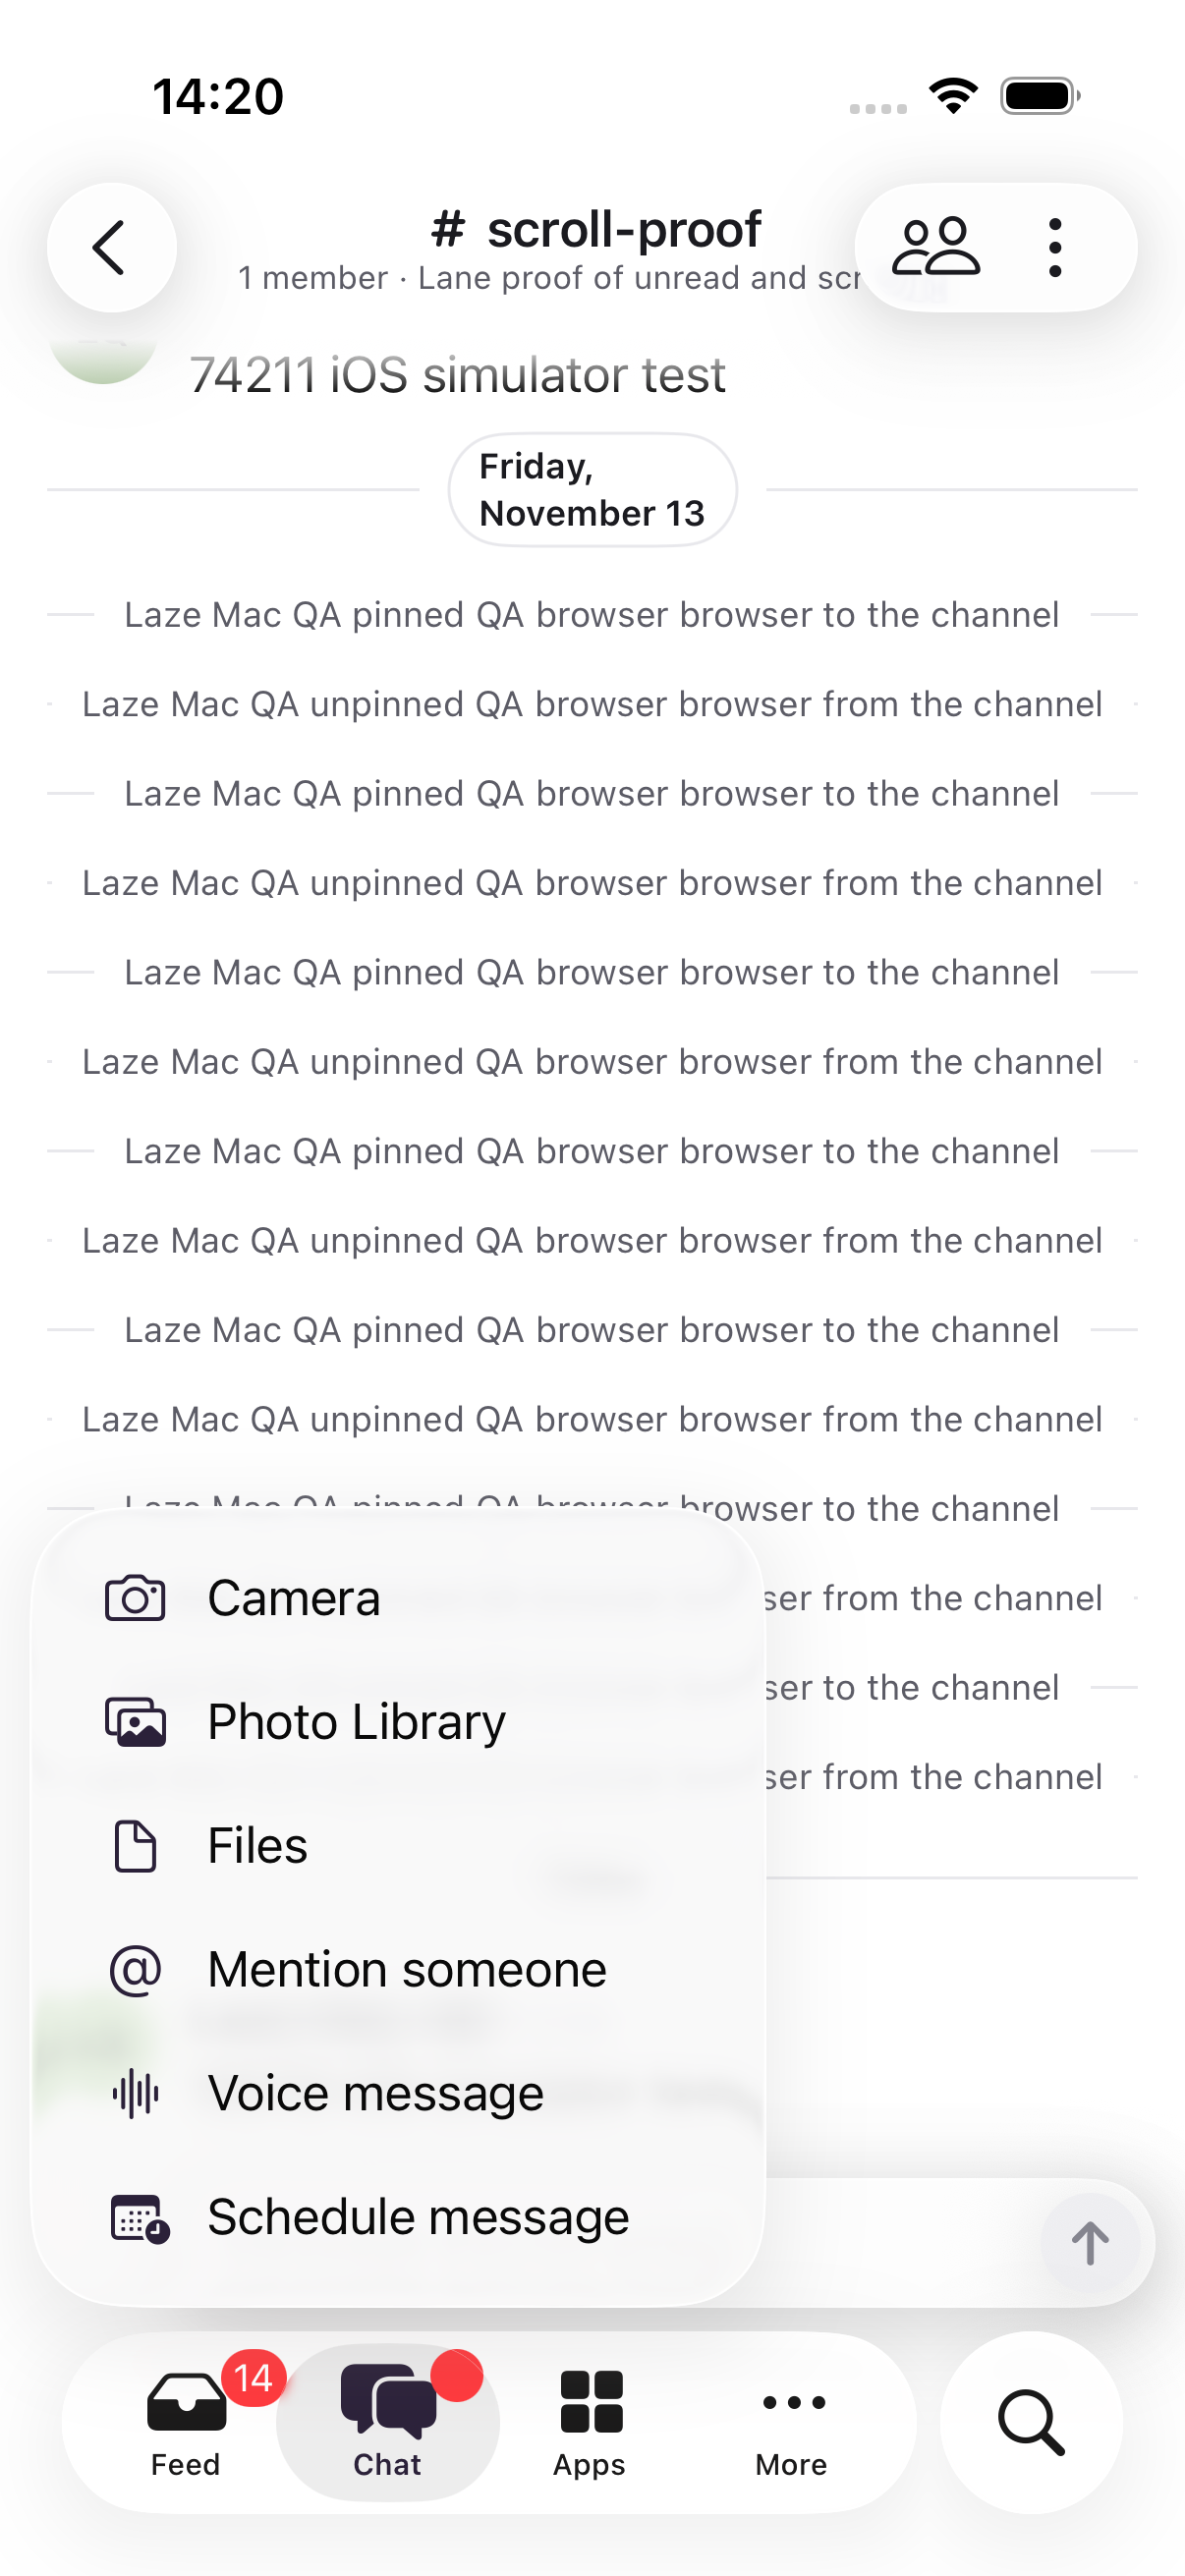 14:20
# scroll-proof
1 member · Lane proof of unread and scr
74211 iOS simulator test
Friday,
November 13
Laze Mac QA pinned QA browser browser to the channel
Laze Mac QA unpinned QA browser browser from the channel
Laze Mac QA pinned QA browser browser to the channel
Laze Mac QA unpinned QA browser browser from the channel
Laze Mac QA pinned QA browser browser to the channel
Laze Mac QA unpinned QA browser browser from the channel
Laze Mac QA pinned QA browser browser to the channel
Laze Mac QA unpinned QA browser browser from the channel
Laze Mac QA pinned QA browser browser to the channel
Laze Mac QA unpinned QA browser browser from the channel
Laze Mac QA pinned QA browser browser to the channel
ser from the channel
ser to the channel
ser from the channel
Camera
Photo Library
Files
Mention someone
Voice message
Schedule message
14
Feed
Chat
Apps
More